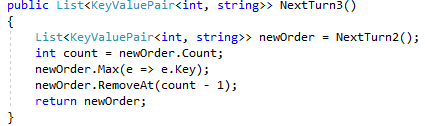 public List<KeyValuePair<int, string>> NextTurn3()
{
List<KeyValuePair<int, string>> newOrder = NextTurn2();
int count = newOrder.Count;
newOrder.Max(e => e.Key);
newOrder.RemoveAt(count - 1);
return newOrder;
}